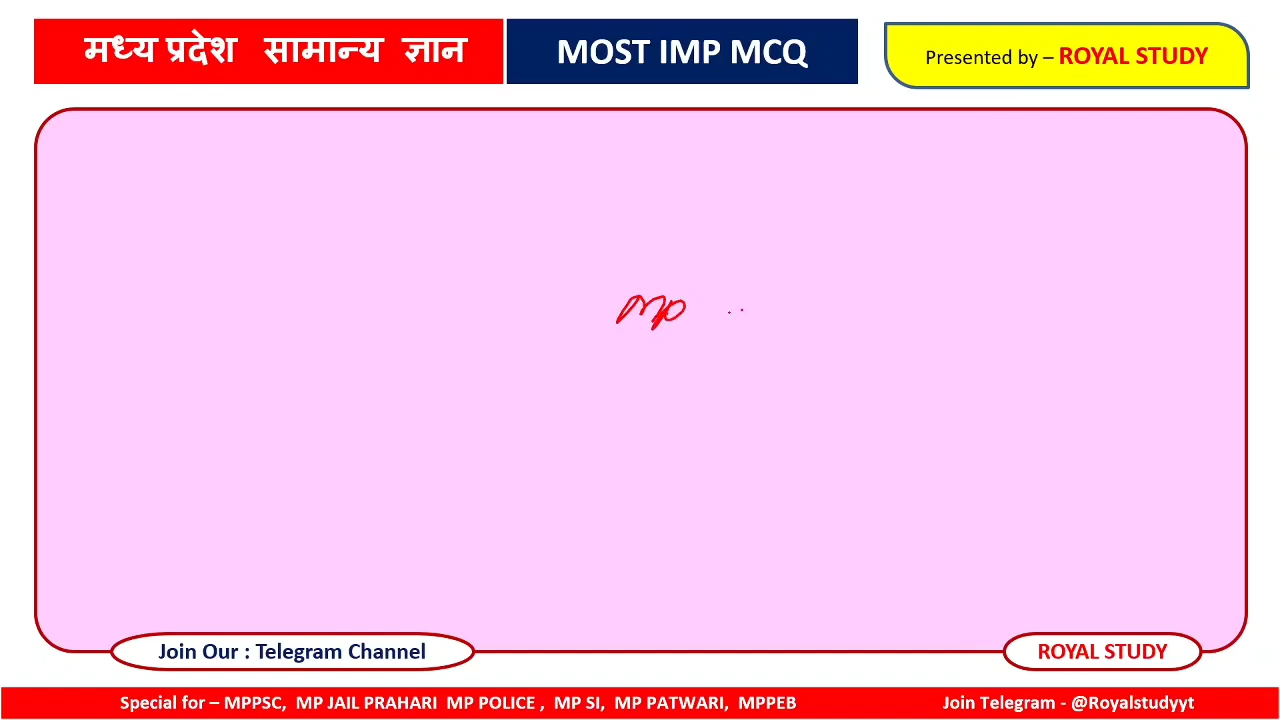 मध्य प्रदेश सामान्य ज्ञान
MOST IMP MCQ
Presented by – ROYAL STUDY
MP
Join Our : Telegram Channel
ROYAL STUDY
Special for – MPPSC, MP JAIL PRAHARI MP POLICE , MP SI, MP PATWARI, MPPEB
Join Telegram - @Royalstudyyt